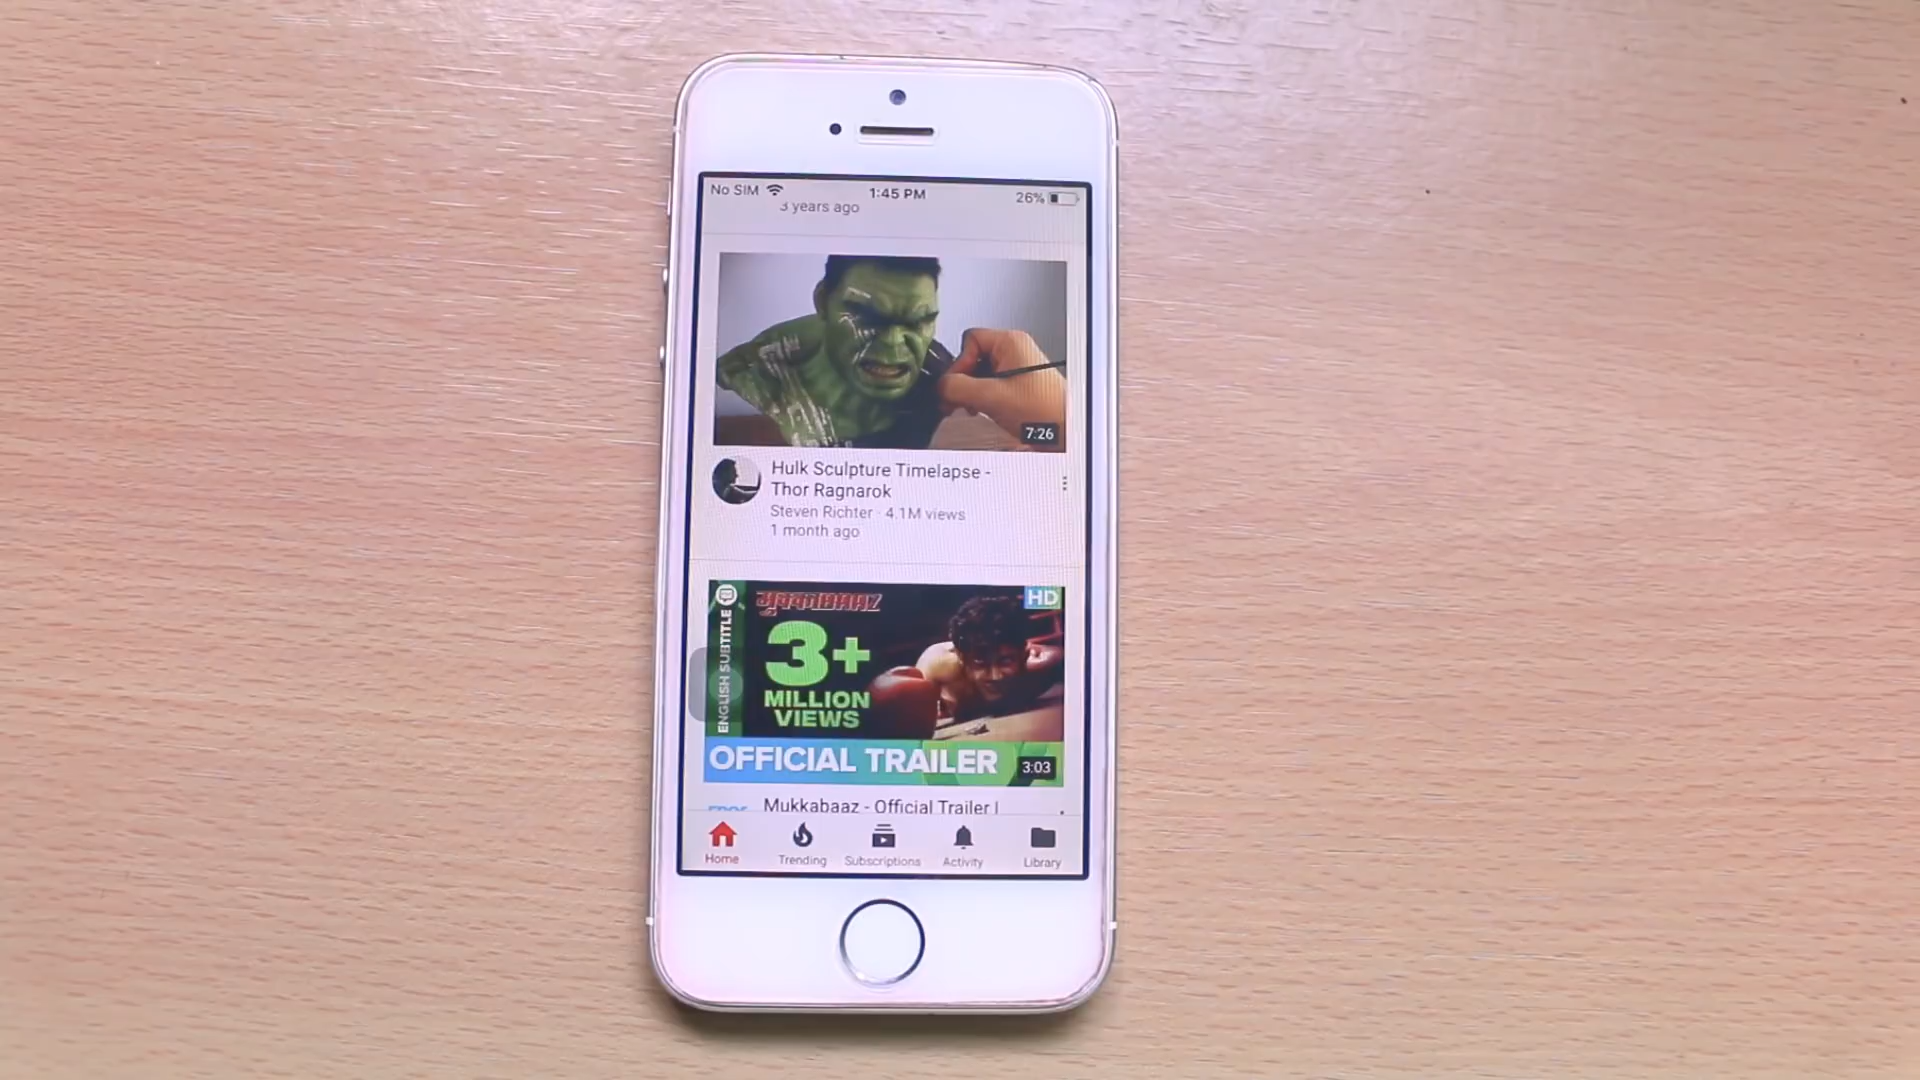 No SIM 1:45 PM 26%
3 years ago
7:26
Hulk Sculpture Timelapse -
Thor Ragnarok
Steven Richter · 4.1M views
1 month ago
ENGLISH SUBTITLE
मुक्काBAAZ
HD
3+
MILLION
VIEWS
OFFICIAL TRAILER
3:03
Mukkabaaz - Official Trailer |
Home Trending Subscriptions Activity Library